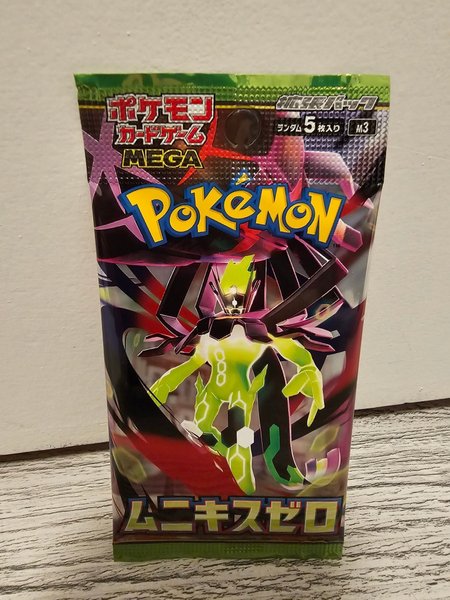 ポケモン
カードゲーム
MEGA
拡張パック
ランダム5枚入り M3
POKéMON
ムニキスゼロ